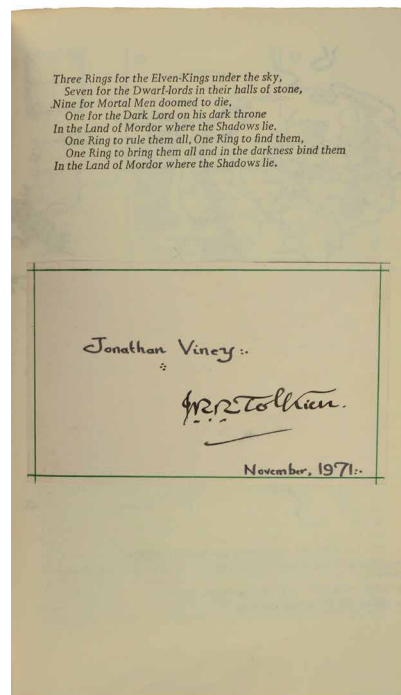 Three Rings for the Elven-Kings under the sky,
Seven for the Dwarf-lords in their halls of stone,
Nine for Mortal Men doomed to die,
One for the Dark Lord on his dark throne
In the Land of Mordor where the Shadows lie.
One Ring to rule them all, One Ring to find them,
One Ring to bring them all and in the darkness bind them
In the Land of Mordor where the Shadows lie.
Jonathan Viney :.
JRRTolkien.
November, 1971:.